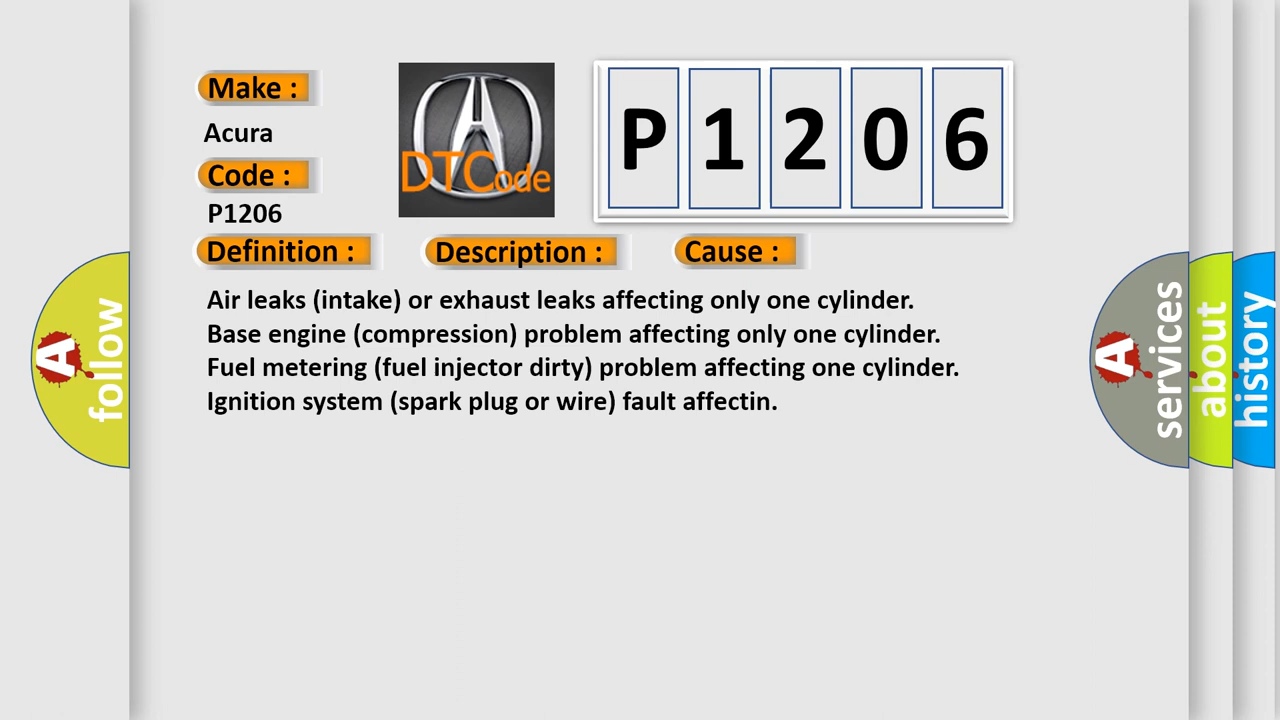 Make :
Acura
Code :
P1206
DTCode
P 1 2 0 6
Definition :
Description :
Cause :
Air leaks (intake) or exhaust leaks affecting only one cylinder.
Base engine (compression) problem affecting only one cylinder.
Fuel metering (fuel injector dirty) problem affecting one cylinder.
Ignition system (spark plug or wire) fault affectin.
A
follow
A
services
about
history